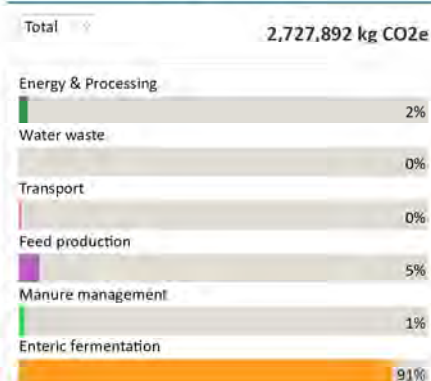 Total
2,727,892 kg CO2e
Energy & Processing
2%
Water waste
0%
Transport
0%
Feed production
5%
Manure management
1%
Enteric fermentation
91%